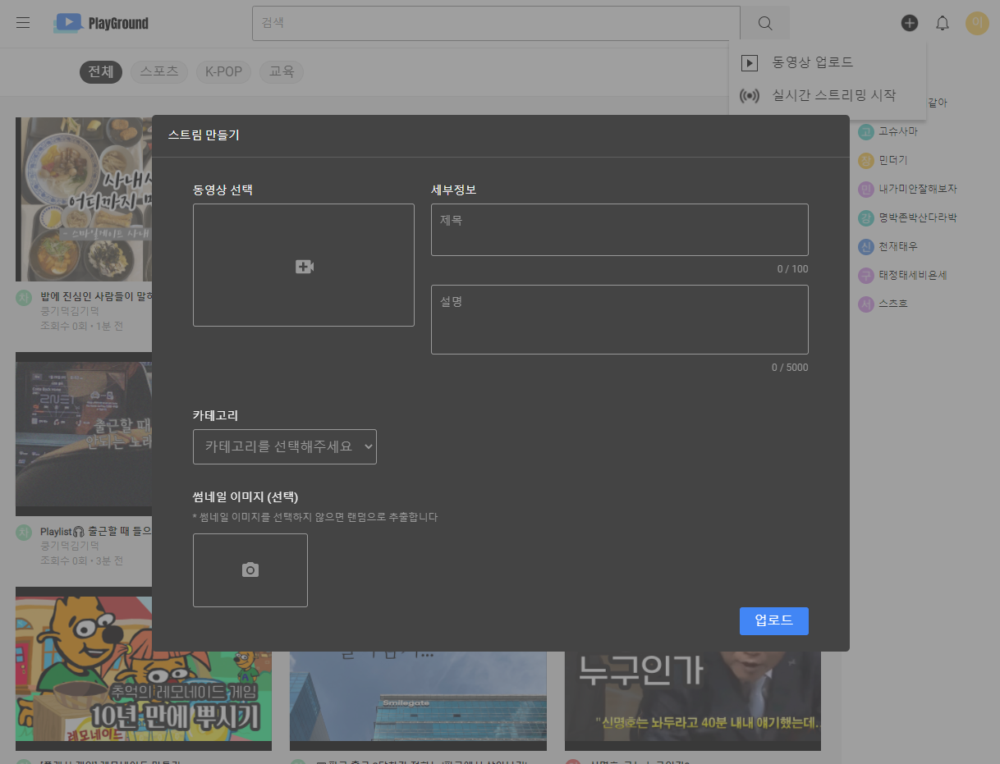 PlayGround
검색
이
전체
스포츠
K-POP
교육
동영상 업로드
실시간 스트리밍 시작
같아
고 고슈사마
장 민더기
민 내가미안잘해보자
강 명박존박산다라박
신 천재태우
구 태정태세비욘세
서 스츠흐
어디까지
차 밥에 진심인 사람들이 말하
쿵기덕김기덕
조회수 0회 • 1분 전
2NE1
출근할 때
안되는 노래
차 Playlist🎧 출근할 때 들으
쿵기덕김기덕
조회수 0회 • 3분 전
스트림 만들기
동영상 선택
세부정보
제목
0 / 100
설명
0 / 5000
카테고리
카테고리를 선택해주세요
썸네일 이미지 (선택)
* 썸네일 이미지를 선택하지 않으면 랜덤으로 추출합니다
업로드
추억의 레모네이드 게임
10년 만에 뿌시기
레모네이드
Smilegate
누구인가
"신명호는 놔두라고 40분 내내 얘기했는데..